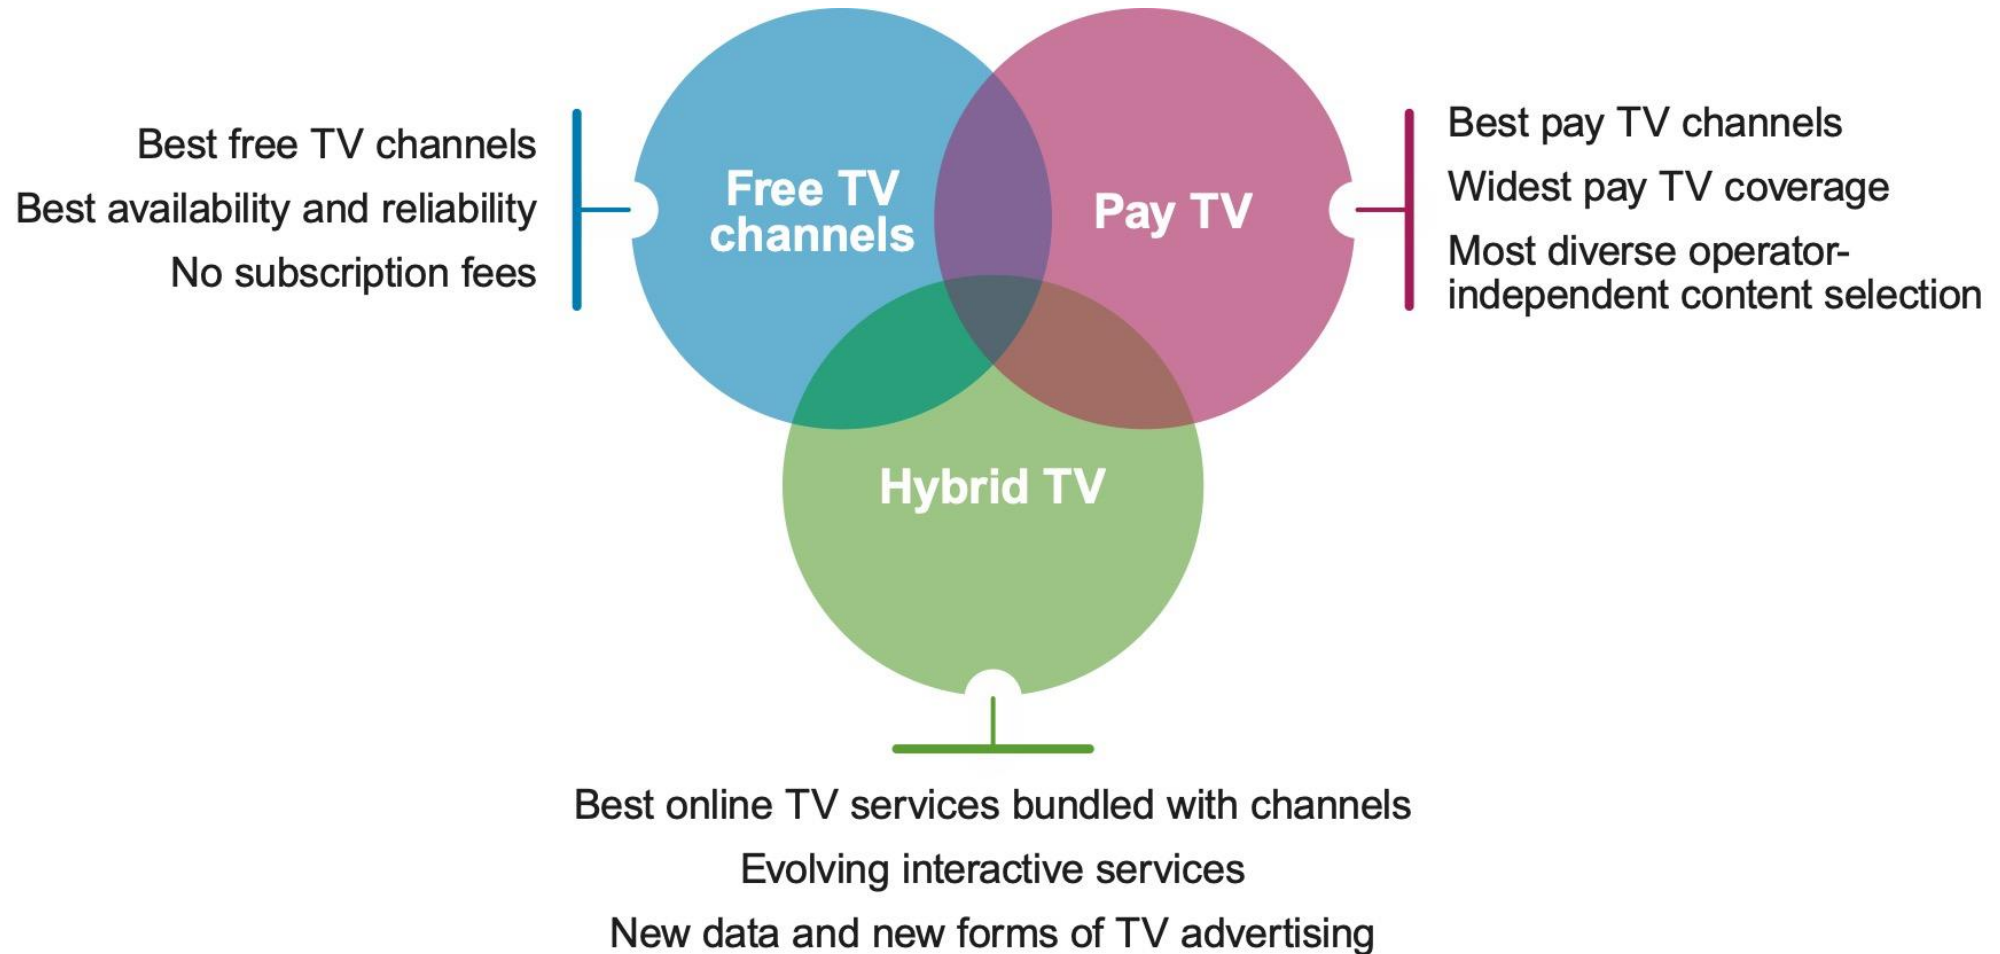 Best free TV channels
Best availability and reliability
No subscription fees
Free TV
channels
Pay TV
Best pay TV channels
Widest pay TV coverage
Most diverse operator-
independent content selection
Hybrid TV
Best online TV services bundled with channels
Evolving interactive services
New data and new forms of TV advertising